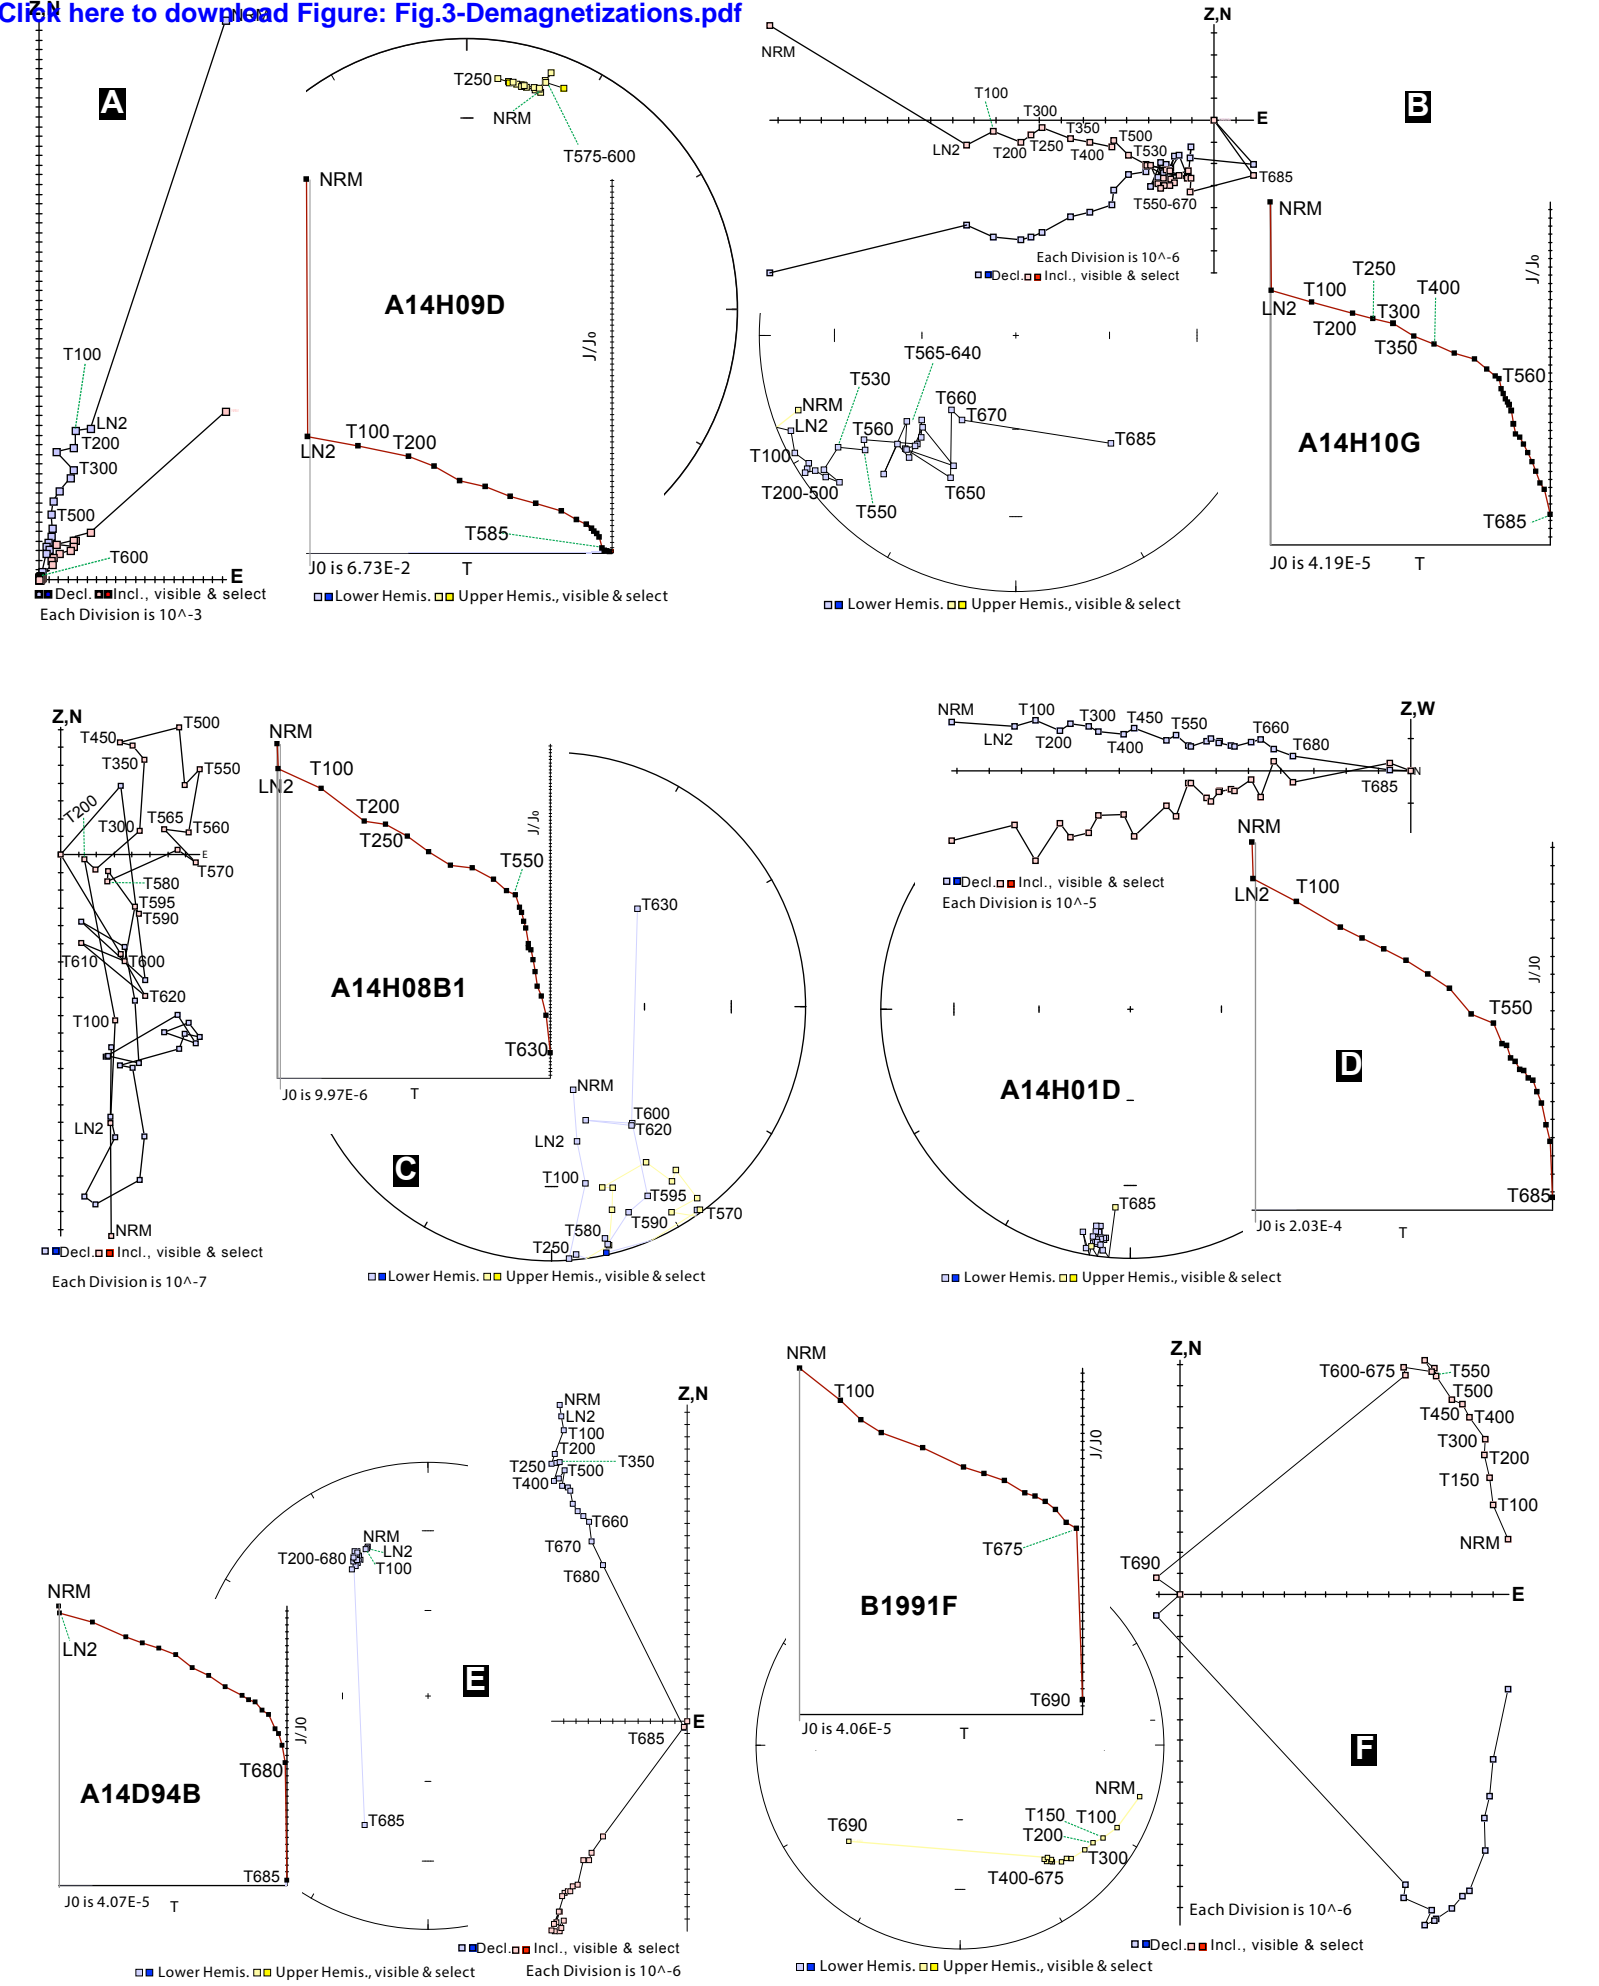 Click here to download Figure: Fig.3-Demagnetizations.pdf
Z,N
NRM
A
T100
LN2
T200
T300
T500
T600
E
Decl. Incl., visible & select
Each Division is 10^-3
T250
NRM
T575-600
NRM
A14H09D
J/J0
LN2
T100
T200
T585
J0 is 6.73E-2
T
Lower Hemis. Upper Hemis., visible & select
Z,N
NRM
T100
T300
E
LN2
T200
T250
T350
T400
T500
T530
T685
T550-670
Each Division is 10^-6
Decl. Incl., visible & select
B
NRM
J/J0
T250
T400
LN2
T100
T200
T300
T350
T560
A14H10G
T685
J0 is 4.19E-5
T
T565-640
T530
T660
NRM
LN2
T670
T560
T685
T100
T200-500
T650
T550
Lower Hemis. Upper Hemis., visible & select
Z,N
T500
T450
T350
T550
T200
T300
T565
T560
E
T570
T580
T595
T590
T610
T600
T620
T100
LN2
NRM
Decl. Incl., visible & select
Each Division is 10^-7
NRM
LN2
T100
T200
T250
J/J0
T550
A14H08B1
T630
J0 is 9.97E-6
T
T630
NRM
T600
T620
LN2
C
T100
T595
T590
T570
T580
T250
Lower Hemis. Upper Hemis., visible & select
NRM
T100
T300
T450
T550
T660
Z,W
LN2
T200
T400
T680
N
T685
Decl. Incl., visible & select
Each Division is 10^-5
NRM
LN2
T100
J/J0
T550
D
T685
J0 is 2.03E-4
T
A14H01D
T685
Lower Hemis. Upper Hemis., visible & select
NRM
LN2
T100
T200
T250
T350
T500
T400
T660
T670
T680
Z,N
E
T685
NRM
LN2
T200-680
T100
T685
E
NRM
LN2
J/J0
T680
A14D94B
T685
J0 is 4.07E-5
T
Decl. Incl., visible & select
Lower Hemis. Upper Hemis., visible & select
Each Division is 10^-6
NRM
T100
J/J0
T675
B1991F
T690
J0 is 4.06E-5
T
Z,N
T600-675
T550
T500
T450
T400
T300
T200
T150
T100
NRM
T690
E
F
NRM
T150
T100
T690
T200
T300
T400-675
Each Division is 10^-6
Decl. Incl., visible & select
Lower Hemis. Upper Hemis., visible & select